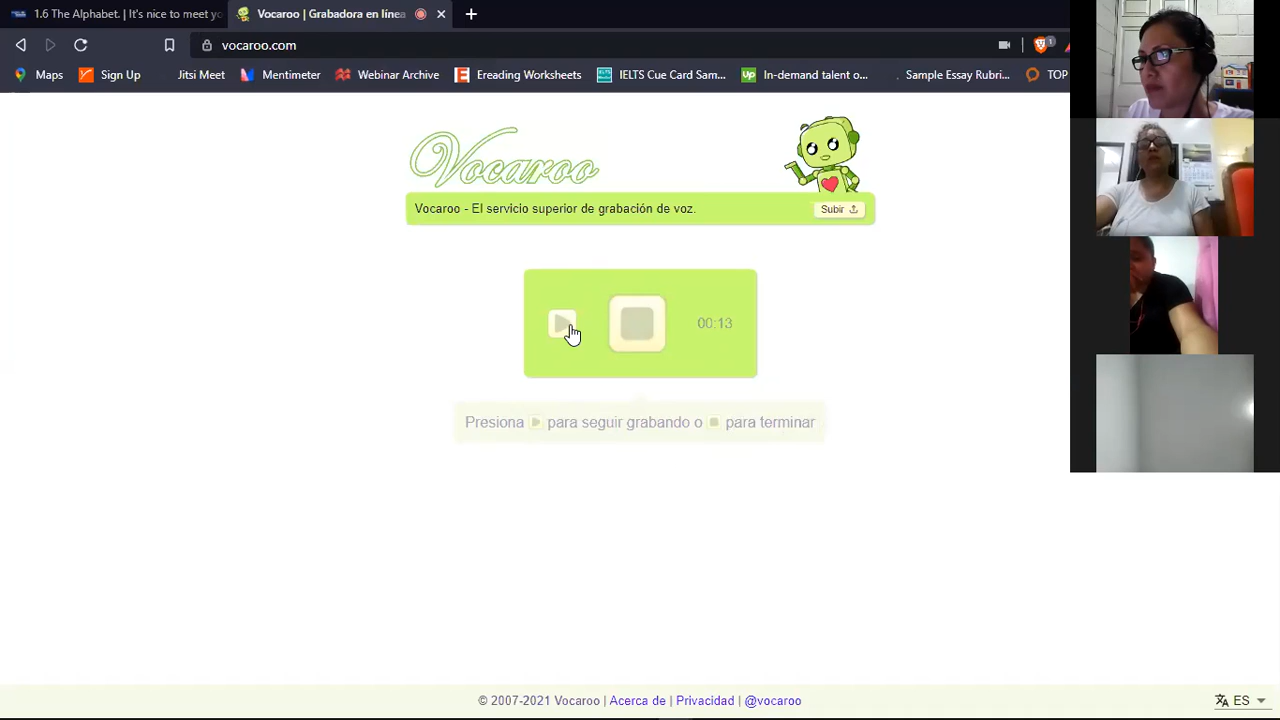 1.6 The Alphabet. | It's nice to meet yo
Vocaroo | Grabadora en línea
vocaroo.com
1
Maps
Sign Up
Jitsi Meet
Mentimeter
Webinar Archive
Ereading Worksheets
IELTS Cue Card Sam...
Up
In-demand talent o...
Sample Essay Rubri...
TOP
Vocaroo
Vocaroo - El servicio superior de grabación de voz.
Subir
00:13
Presiona para seguir grabando o para terminar
© 2007-2021 Vocaroo | Acerca de | Privacidad | @vocaroo
ES